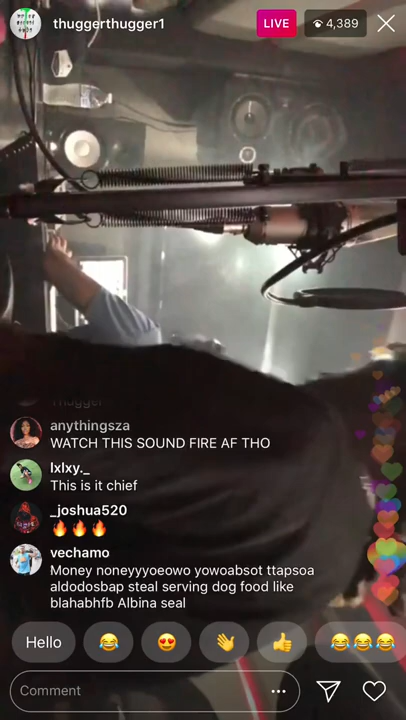 thuggerthugger1
LIVE
4,389
Thugger
anythingsza
WATCH THIS SOUND FIRE AF THO
lxlxy._
This is it chief
_joshua520
🔥🔥🔥
vechamo
Money noneyyyoeowo yowoabsot ttapsoa
aldodosbap steal serving dog food like
blahabhfb Albina seal
Hello 😂 😍 👋 👍 😂😂😂
Comment